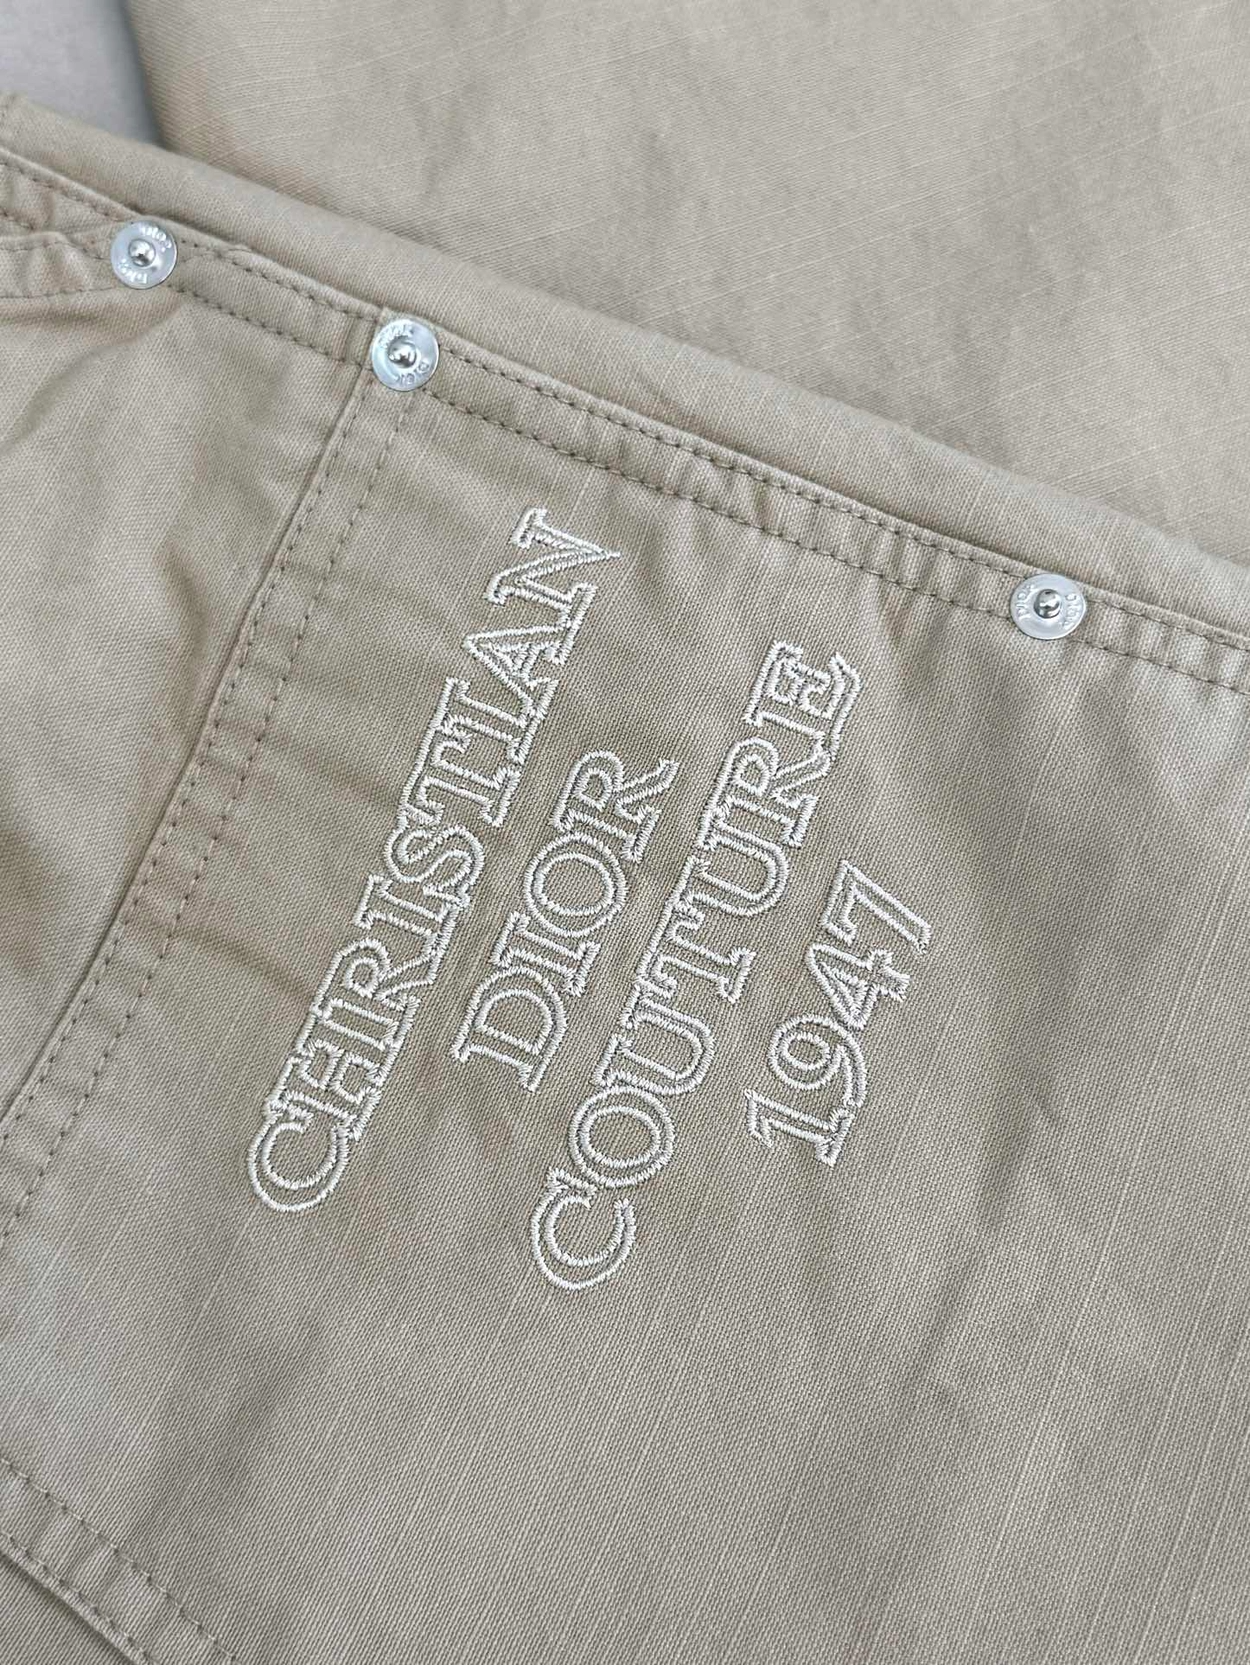 CHRISTIAN
DIOR
COUTURE
1947